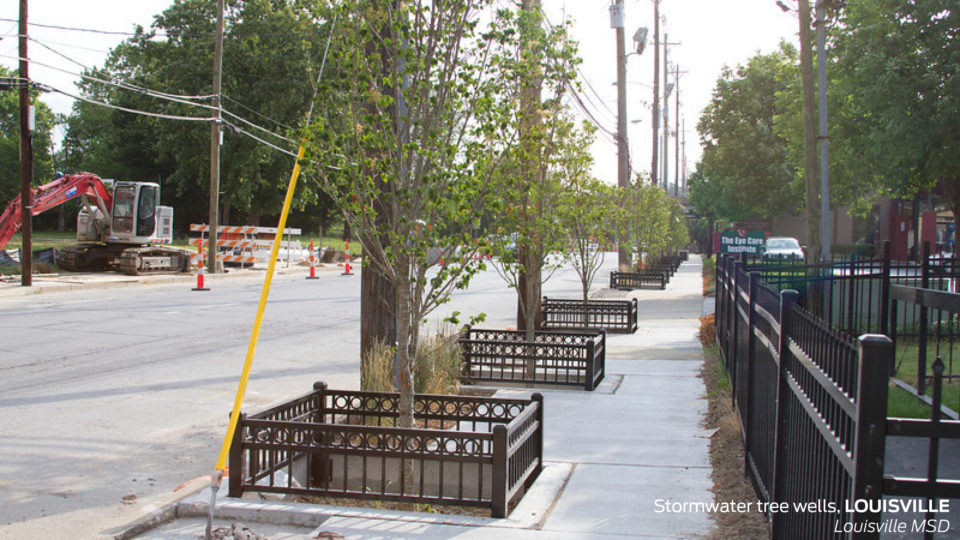 The Eye Care
Institute
Stormwater tree wells, LOUISVILLE
Louisville MSD